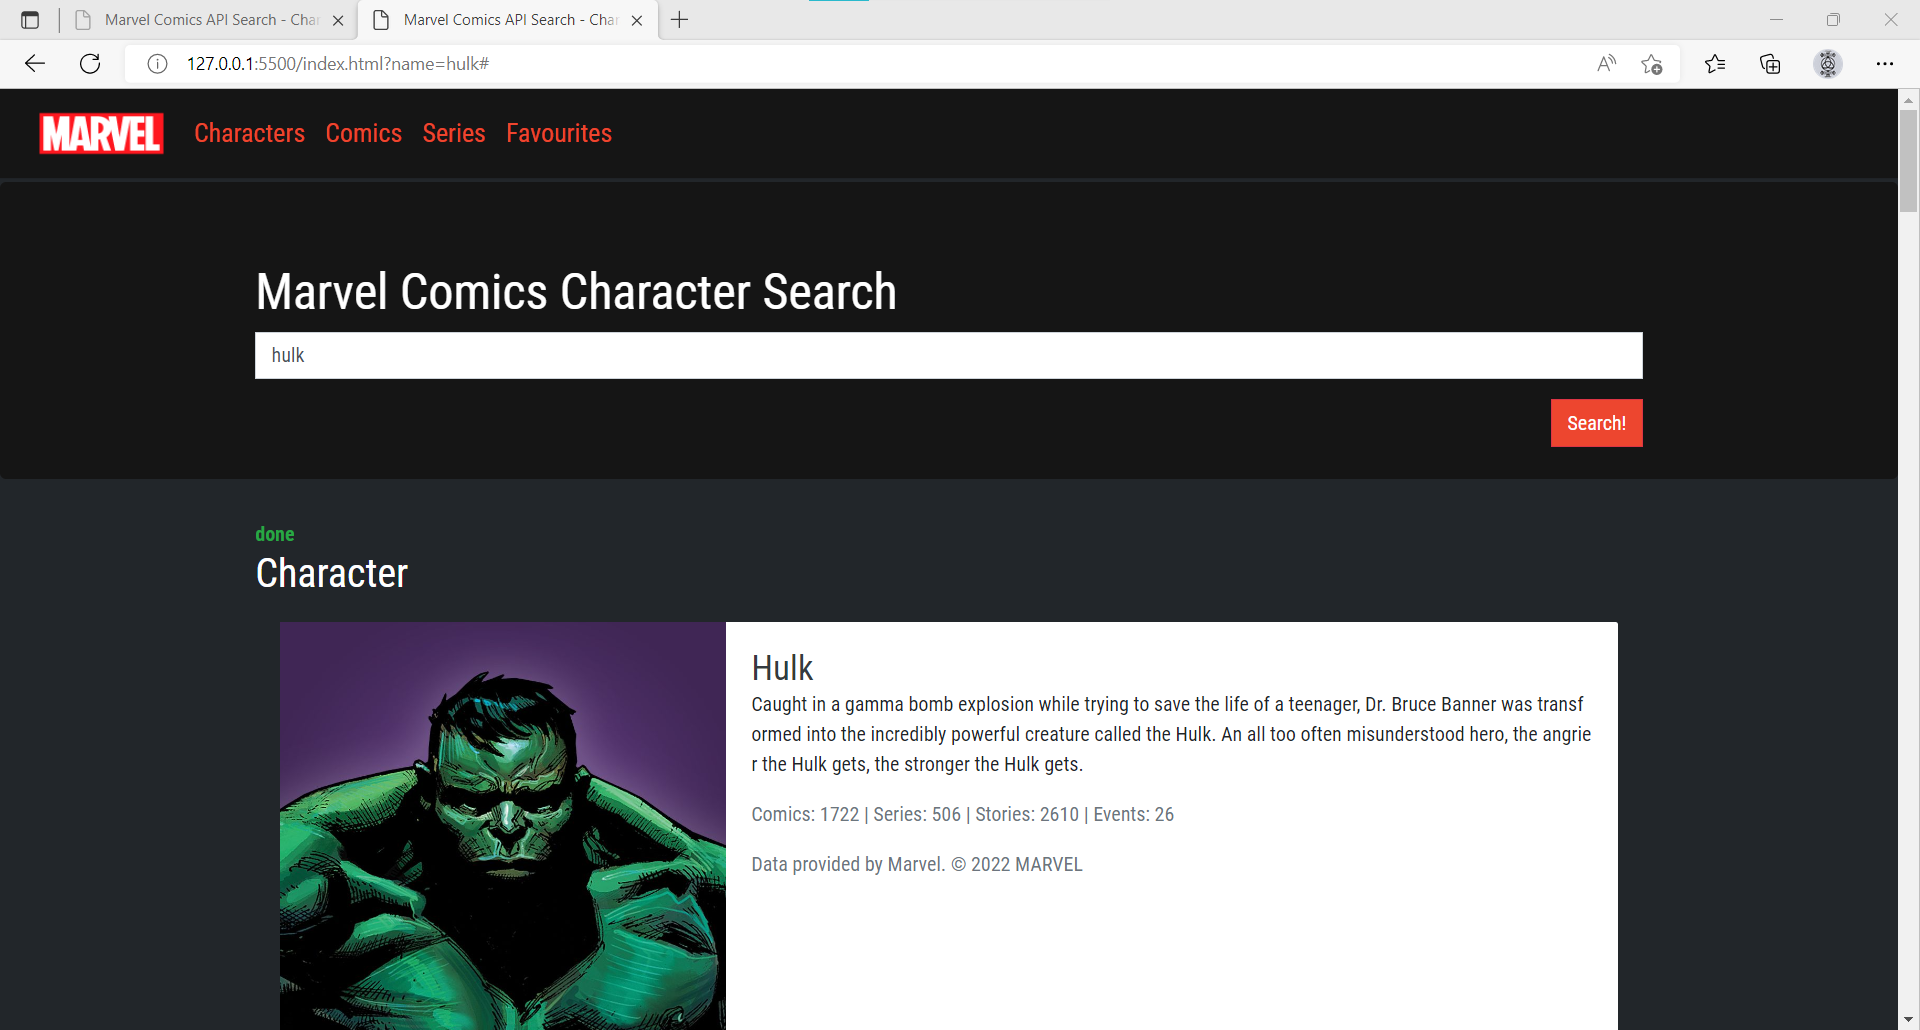 Marvel Comics API Search - Char
Marvel Comics API Search - Char
127.0.0.1:5500/index.html?name=hulk#
MARVEL
Characters Comics Series Favourites
Marvel Comics Character Search
hulk
Search!
done
Character
Hulk
Caught in a gamma bomb explosion while trying to save the life of a teenager, Dr. Bruce Banner was transf
ormed into the incredibly powerful creature called the Hulk. An all too often misunderstood hero, the angrie
r the Hulk gets, the stronger the Hulk gets.
Comics: 1722 | Series: 506 | Stories: 2610 | Events: 26
Data provided by Marvel. © 2022 MARVEL